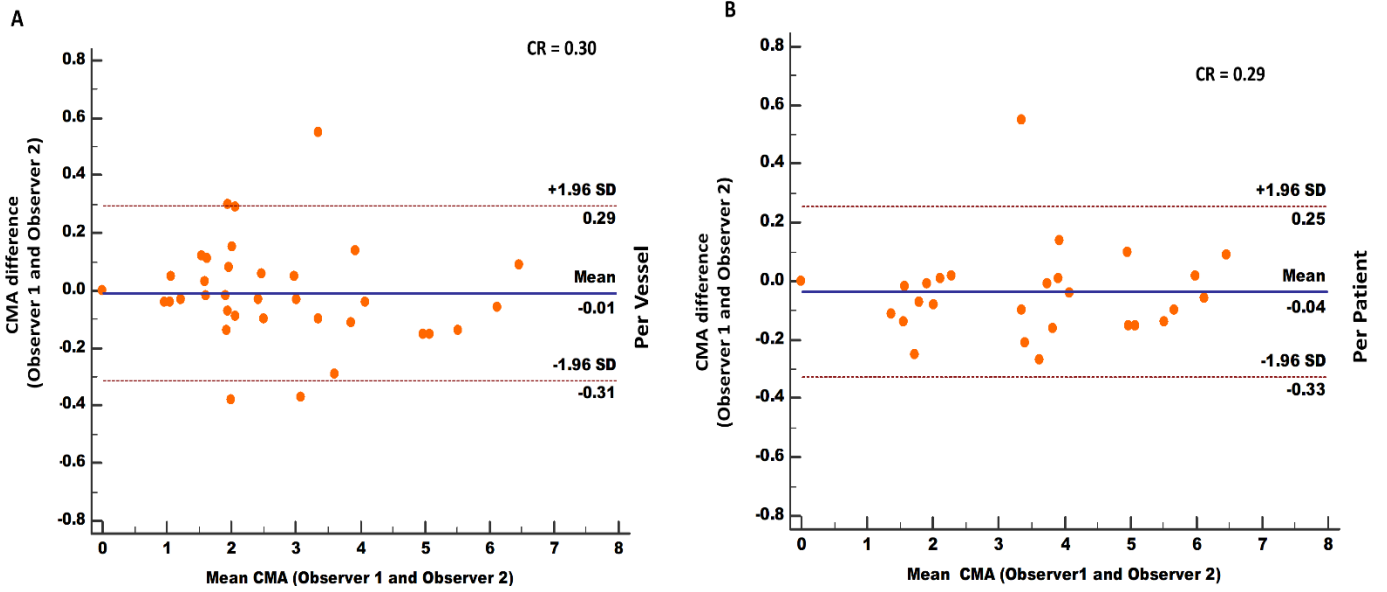 A
CR = 0.30
0.8
0.6
0.4
0.2
0.0
-0.2
-0.4
-0.6
-0.8
CMA difference
(Observer 1 and Observer 2)
+1.96 SD
0.29
Mean
-0.01
-1.96 SD
-0.31
Per Vessel
0 1 2 3 4 5 6 7 8
Mean CMA (Observer 1 and Observer 2)
B
CR = 0.29
0.8
0.6
0.4
0.2
0.0
-0.2
-0.4
-0.6
-0.8
CMA difference
(Observer 1 and Observer 2)
+1.96 SD
0.25
Mean
-0.04
-1.96 SD
-0.33
Per Patient
0 1 2 3 4 5 6 7 8
Mean CMA (Observer1 and Observer 2)